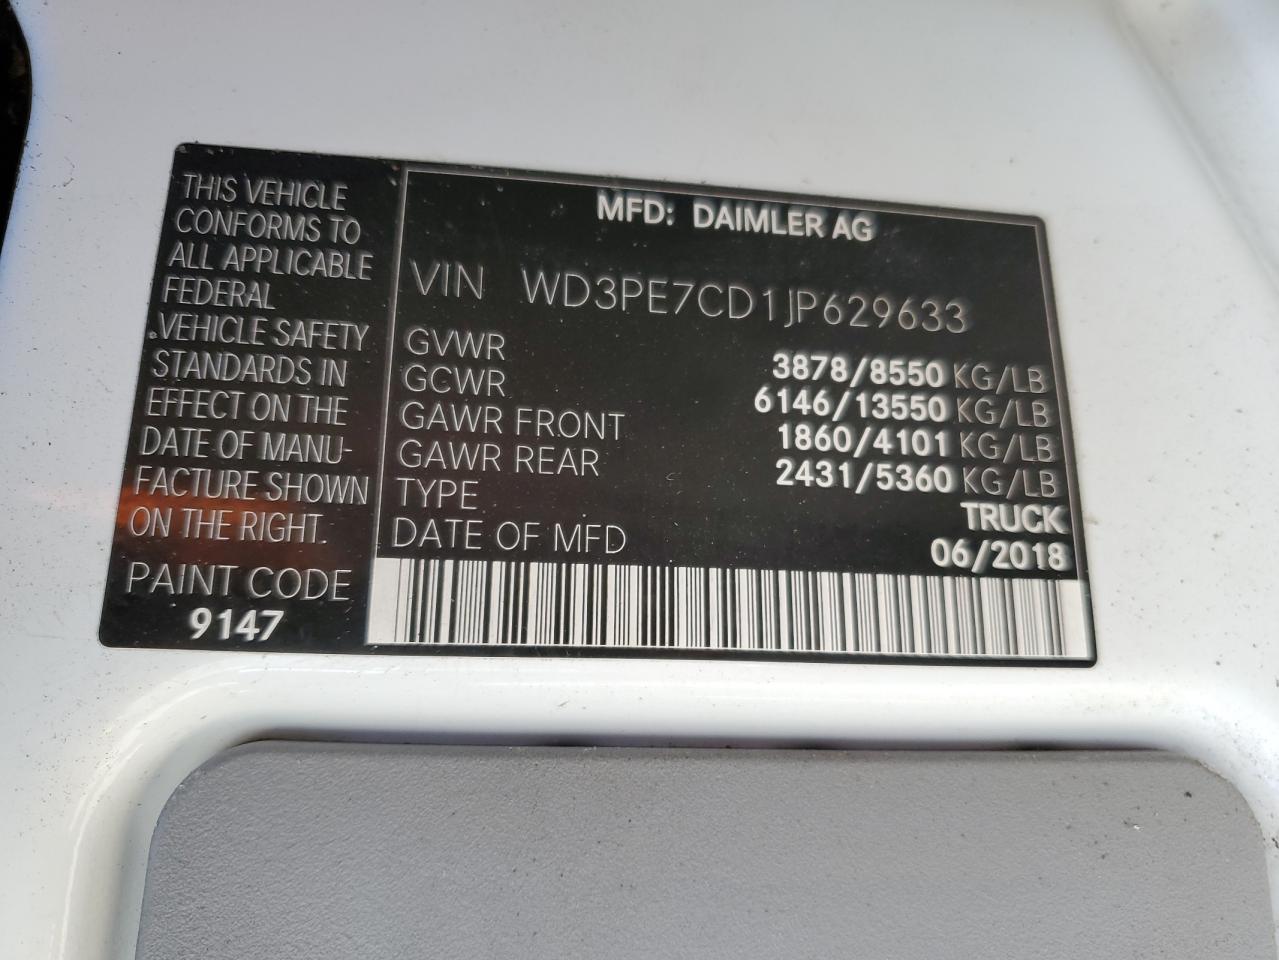 THIS VEHICLE
CONFORMS TO
ALL APPLICABLE
FEDERAL
VEHICLE SAFETY
STANDARDS IN
EFFECT ON THE
DATE OF MANU-
FACTURE SHOWN
ON THE RIGHT.
PAINT CODE
9147
MFD: DAIMLER AG
VIN WD3PE7CD1JP629633
GVWR 3878/8550 KG/LB
GCWR 6146/13550 KG/LB
GAWR FRONT 1860/4101 KG/LB
GAWR REAR 2431/5360 KG/LB
TYPE TRUCK
DATE OF MFD 06/2018